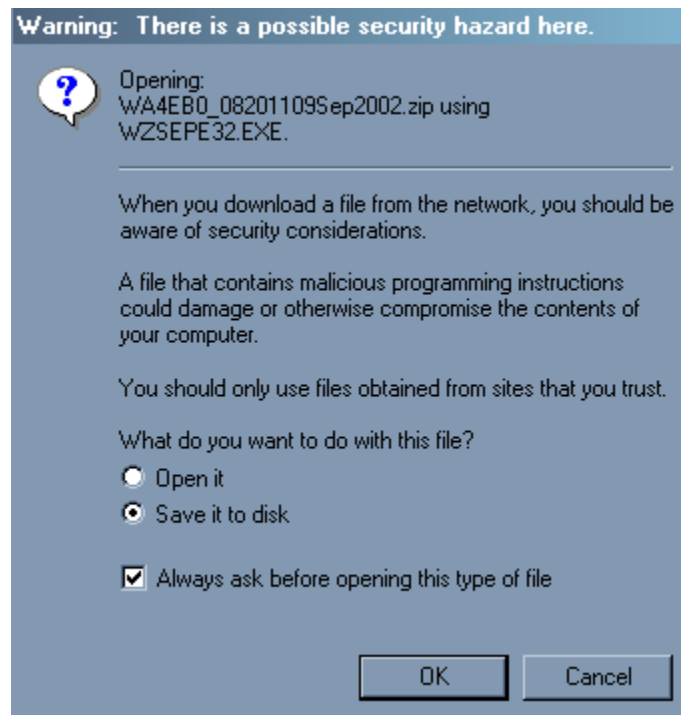 Warning: There is a possible security hazard here.
?
Opening:
WA4EB0_08201109Sep2002.zip using
WZSEPE32.EXE.
When you download a file from the network, you should be
aware of security considerations.
A file that contains malicious programming instructions
could damage or otherwise compromise the contents of
your computer.
You should only use files obtained from sites that you trust.
What do you want to do with this file?
Open it
Save it to disk
Always ask before opening this type of file
OK Cancel